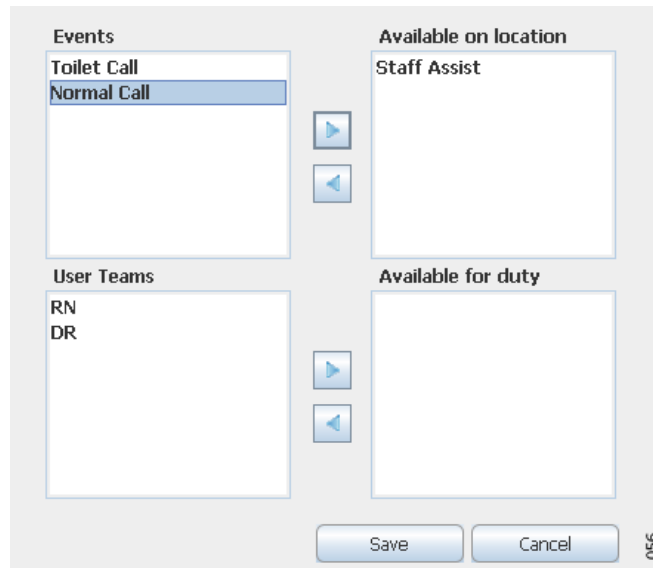 Events
Available on location
Toilet Call
Normal Call
Staff Assist
User Teams
Available for duty
RN
DR
Save
Cancel
056